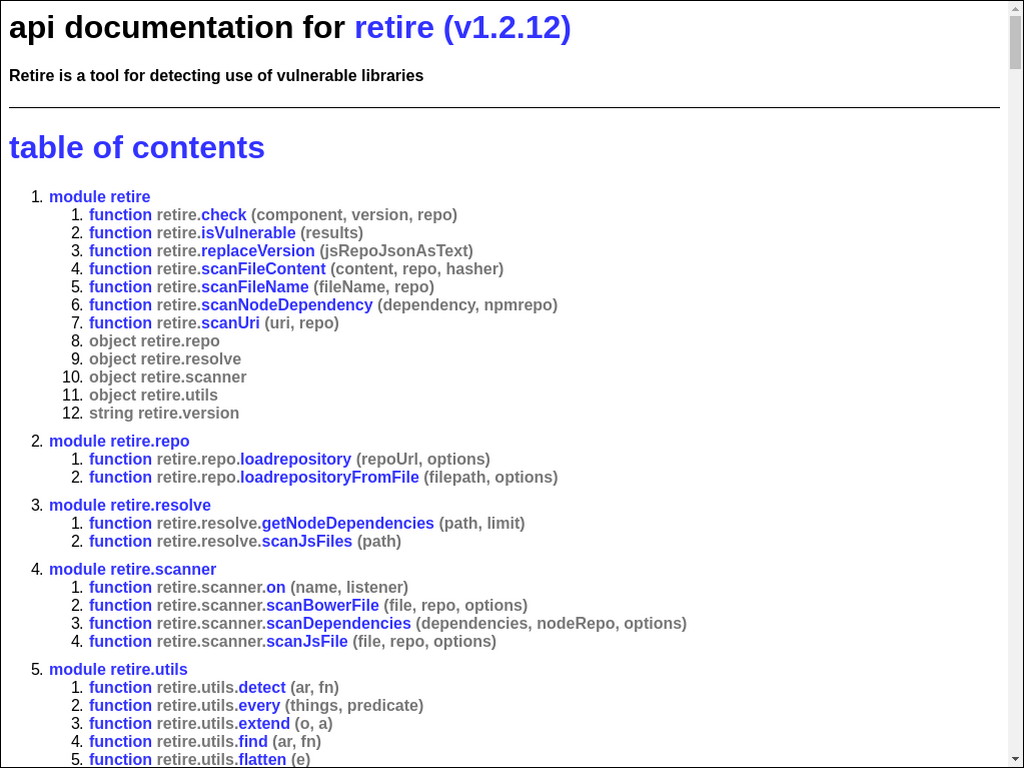 api documentation for retire (v1.2.12)
Retire is a tool for detecting use of vulnerable libraries
table of contents
1. module retire
1. function retire.check (component, version, repo)
2. function retire.isVulnerable (results)
3. function retire.replaceVersion (jsRepoJsonAsText)
4. function retire.scanFileContent (content, repo, hasher)
5. function retire.scanFileName (fileName, repo)
6. function retire.scanNodeDependency (dependency, npmrepo)
7. function retire.scanUri (uri, repo)
8. object retire.repo
9. object retire.resolve
10. object retire.scanner
11. object retire.utils
12. string retire.version
2. module retire.repo
1. function retire.repo.loadrepository (repoUrl, options)
2. function retire.repo.loadrepositoryFromFile (filepath, options)
3. module retire.resolve
1. function retire.resolve.getNodeDependencies (path, limit)
2. function retire.resolve.scanJsFiles (path)
4. module retire.scanner
1. function retire.scanner.on (name, listener)
2. function retire.scanner.scanBowerFile (file, repo, options)
3. function retire.scanner.scanDependencies (dependencies, nodeRepo, options)
4. function retire.scanner.scanJsFile (file, repo, options)
5. module retire.utils
1. function retire.utils.detect (ar, fn)
2. function retire.utils.every (things, predicate)
3. function retire.utils.extend (o, a)
4. function retire.utils.find (ar, fn)
5. function retire.utils.flatten (e)